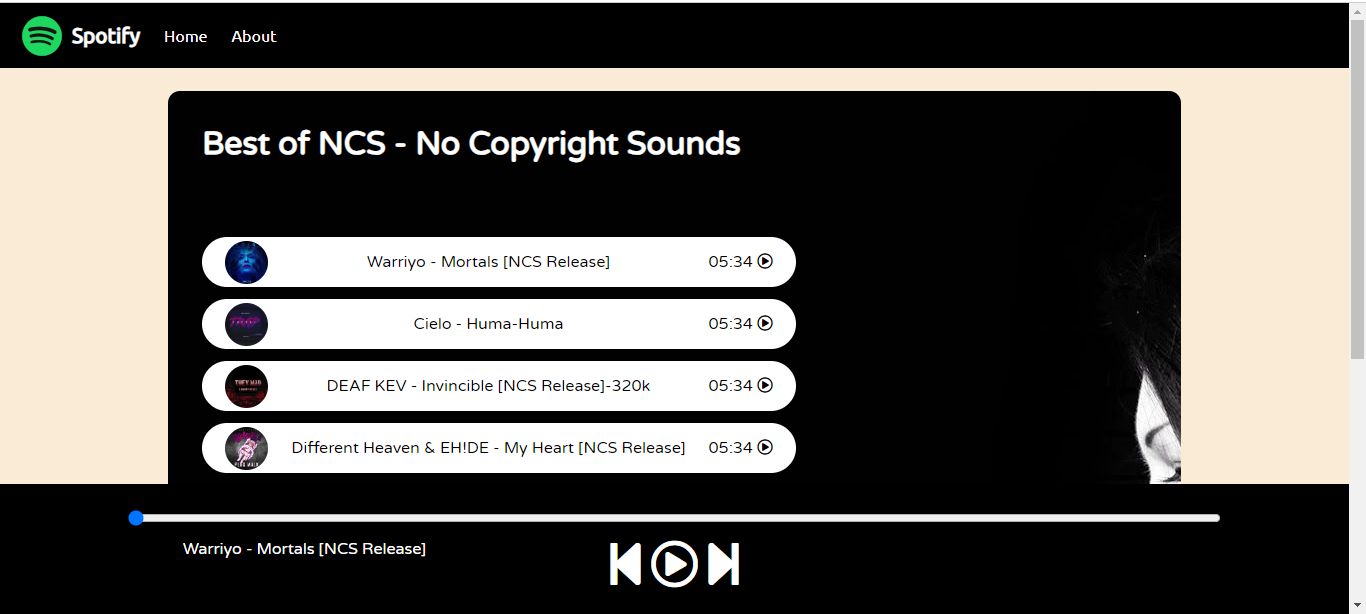 Spotify Home About
Best of NCS - No Copyright Sounds
Warriyo - Mortals [NCS Release] 05:34
Cielo - Huma-Huma 05:34
DEAF KEV - Invincible [NCS Release]-320k 05:34
Different Heaven & EH!DE - My Heart [NCS Release] 05:34
Warriyo - Mortals [NCS Release]